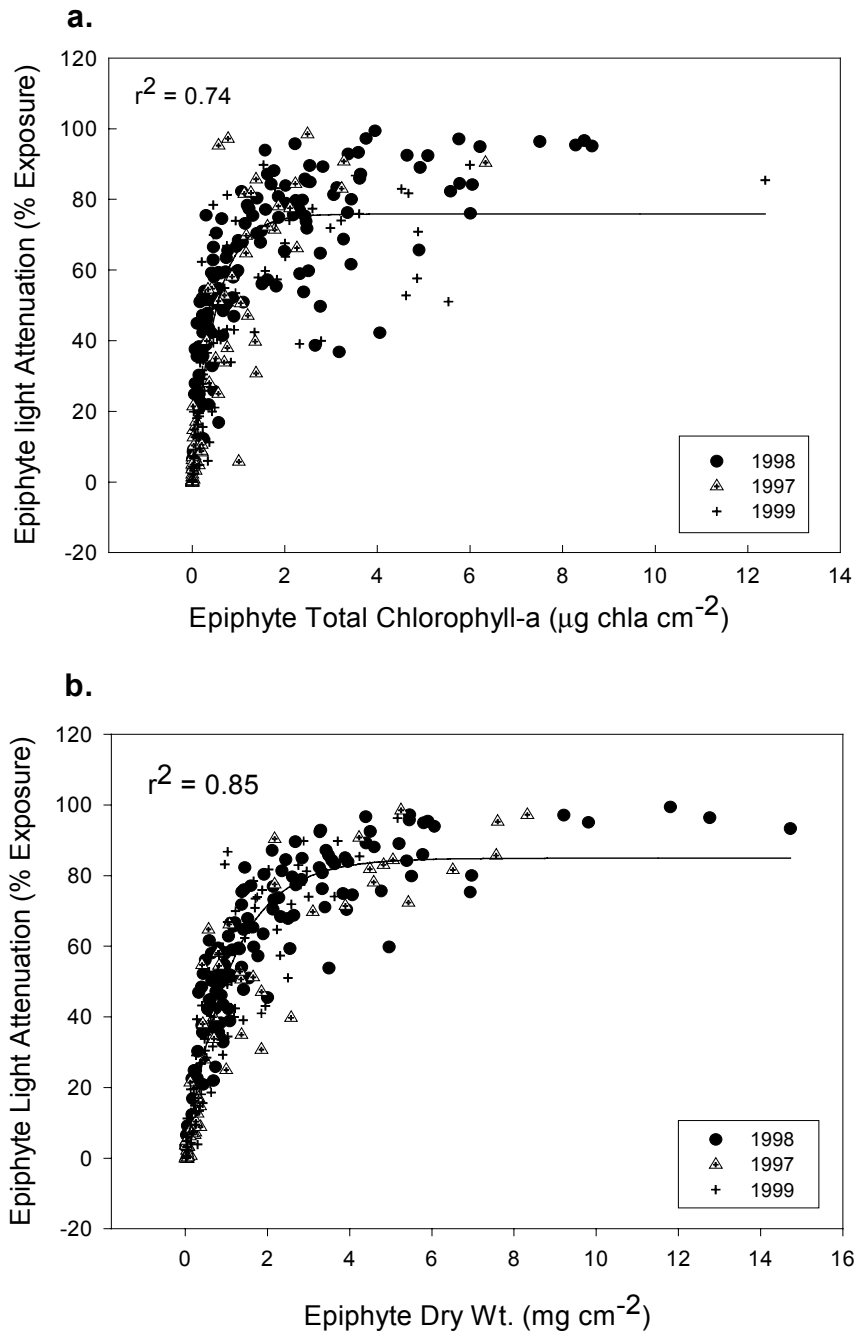 a.
r² = 0.74
Epiphyte light Attenuation (% Exposure)
120
100
80
60
40
20
0
-20
1998
1997
1999
0 2 4 6 8 10 12 14
Epiphyte Total Chlorophyll-a (μg chla cm⁻²)
b.
r² = 0.85
Epiphyte Light Attenuation (% Exposure)
120
100
80
60
40
20
0
-20
1998
1997
1999
0 2 4 6 8 10 12 14 16
Epiphyte Dry Wt. (mg cm⁻²)